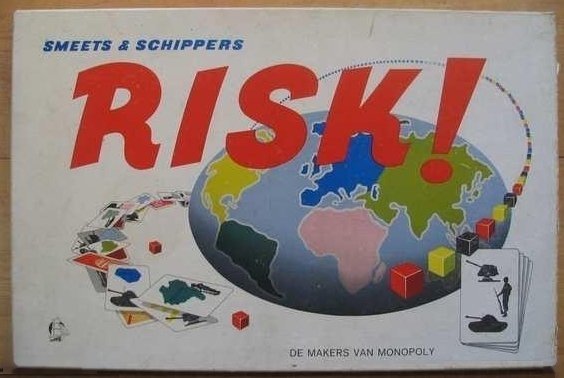 SMEETS & SCHIPPERS
RISK!
DE MAKERS VAN MONOPOLY